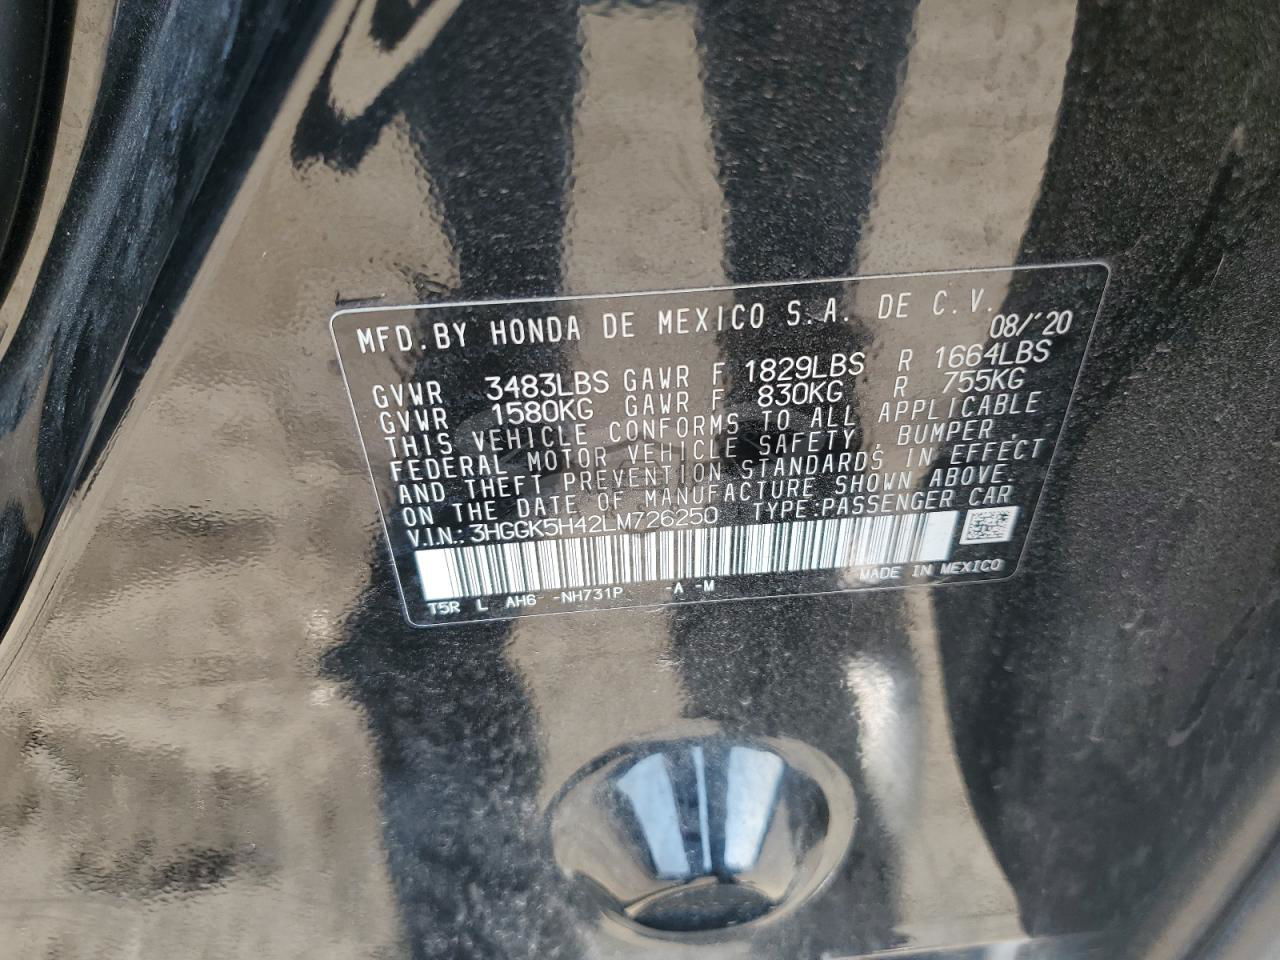 MFD.BY HONDA DE MEXICO S.A. DE C.V.
08/'20
GVWR 3483LBS GAWR F 1829LBS R 1664LBS
GVWR 1580KG GAWR F 830KG R 755KG
THIS VEHICLE CONFORMS TO ALL APPLICABLE
FEDERAL MOTOR VEHICLE SAFETY, BUMPER,
AND THEFT PREVENTION STANDARDS IN EFFECT
ON THE DATE OF MANUFACTURE SHOWN ABOVE.
V.I.N.: 3HGGK5H42LM726250 TYPE:PASSENGER CAR
MADE IN MEXICO
T5R L AH6 -NH731P -A -M